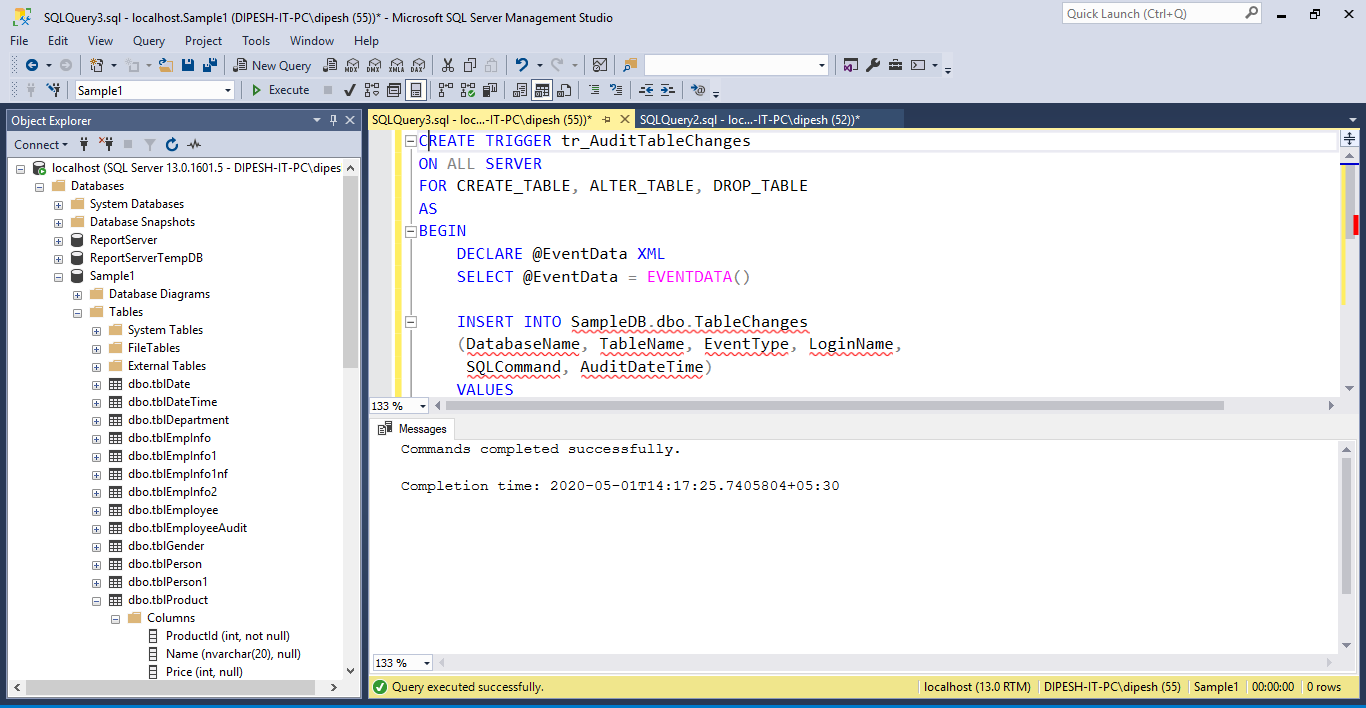 SQLQuery3.sql - localhost.Sample1 (DIPESH-IT-PC\dipesh (55))* - Microsoft SQL Server Management Studio
Quick Launch (Ctrl+Q)
File Edit View Query Project Tools Window Help
New Query MDX DMX XMLA DAX
Sample1 Execute
Object Explorer
Connect
localhost (SQL Server 13.0.1601.5 - DIPESH-IT-PC\dipes
Databases
System Databases
Database Snapshots
ReportServer
ReportServerTempDB
Sample1
Database Diagrams
Tables
System Tables
FileTables
External Tables
dbo.tblDate
dbo.tblDateTime
dbo.tblDepartment
dbo.tblEmpInfo
dbo.tblEmpInfo1
dbo.tblEmpInfo1nf
dbo.tblEmpInfo2
dbo.tblEmployee
dbo.tblEmployeeAudit
dbo.tblGender
dbo.tblPerson
dbo.tblPerson1
dbo.tblProduct
Columns
ProductId (int, not null)
Name (nvarchar(20), null)
Price (int, null)
SQLQuery3.sql - loc...-IT-PC\dipesh (55))* SQLQuery2.sql - loc...-IT-PC\dipesh (52))*
CREATE TRIGGER tr_AuditTableChanges
ON ALL SERVER
FOR CREATE_TABLE, ALTER_TABLE, DROP_TABLE
AS
BEGIN
DECLARE @EventData XML
SELECT @EventData = EVENTDATA()
INSERT INTO SampleDB.dbo.TableChanges
(DatabaseName, TableName, EventType, LoginName,
SQLCommand, AuditDateTime)
VALUES
133 %
Messages
Commands completed successfully.
Completion time: 2020-05-01T14:17:25.7405804+05:30
133 %
Query executed successfully. localhost (13.0 RTM) DIPESH-IT-PC\dipesh (55) Sample1 00:00:00 0 rows